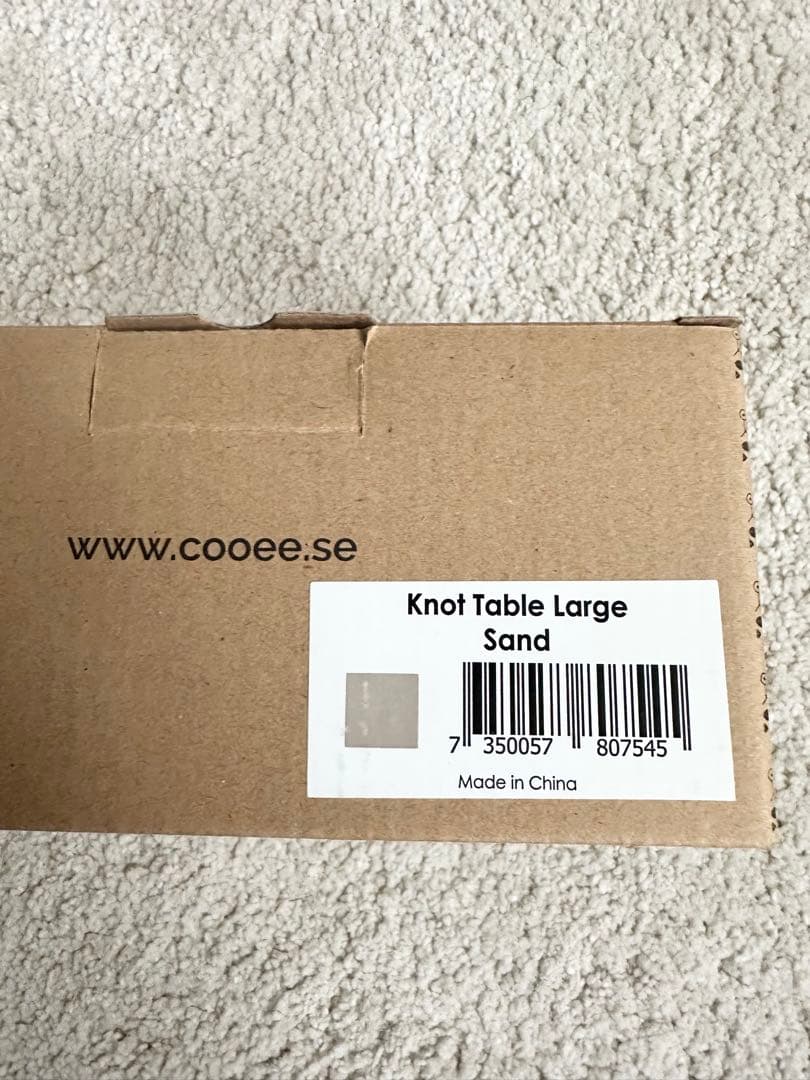 www.cooee.se
Knot Table Large
Sand
7 350057 807545
Made in China